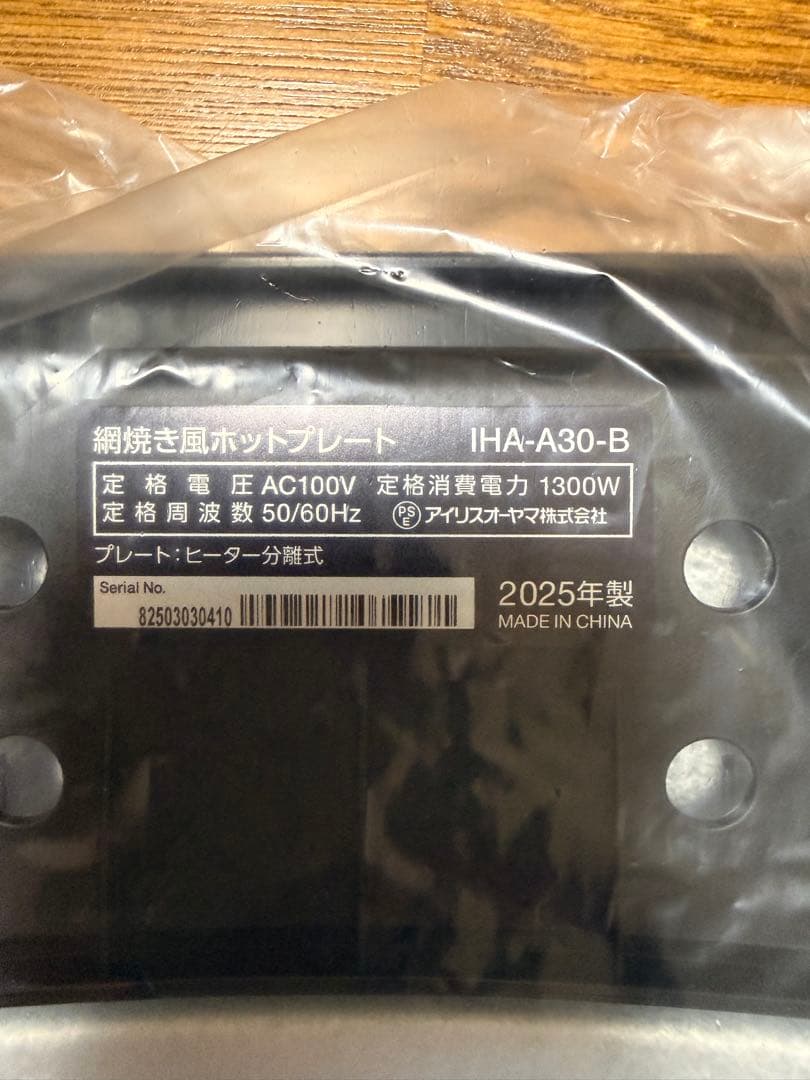 網焼き風ホットプレート IHA-A30-B
定格電圧 AC100V 定格消費電力 1300W
定格周波数 50/60Hz PSE アイリスオーヤマ株式会社
プレート：ヒーター分離式
Serial No.
82503030410
2025年製
MADE IN CHINA